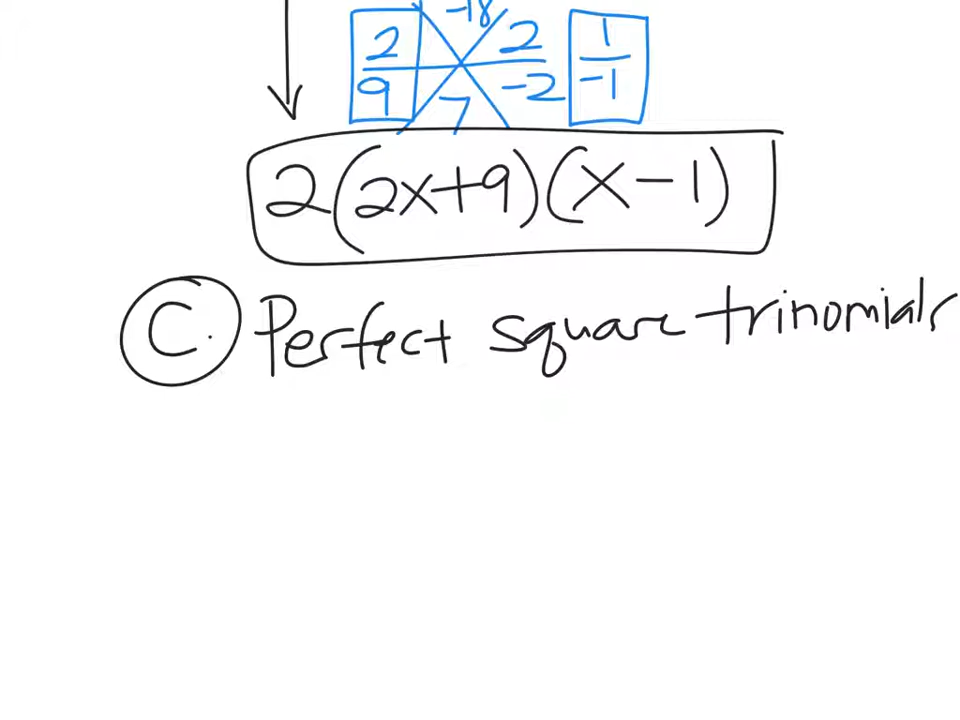 -18
2 2 1
9 7 -2 -1
2(2x+9)(x-1)
C. Perfect square trinomials